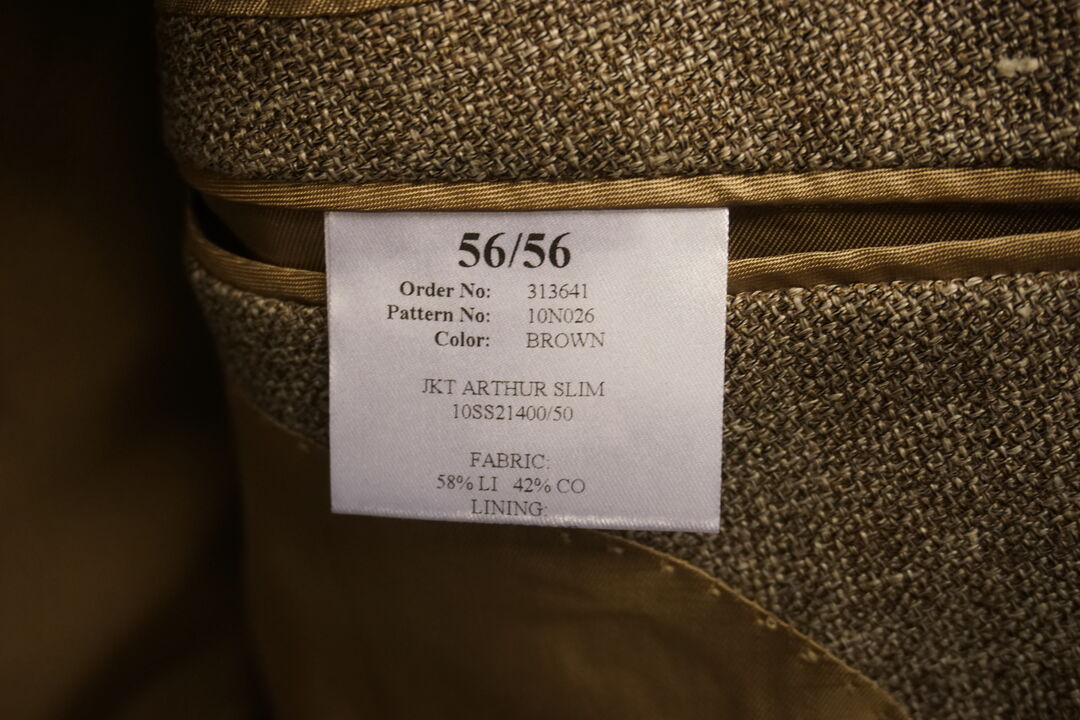 56/56
Order No: 313641
Pattern No: 10N026
Color: BROWN
JKT ARTHUR SLIM
10SS21400/50
FABRIC:
58% LI 42% CO
LINING: